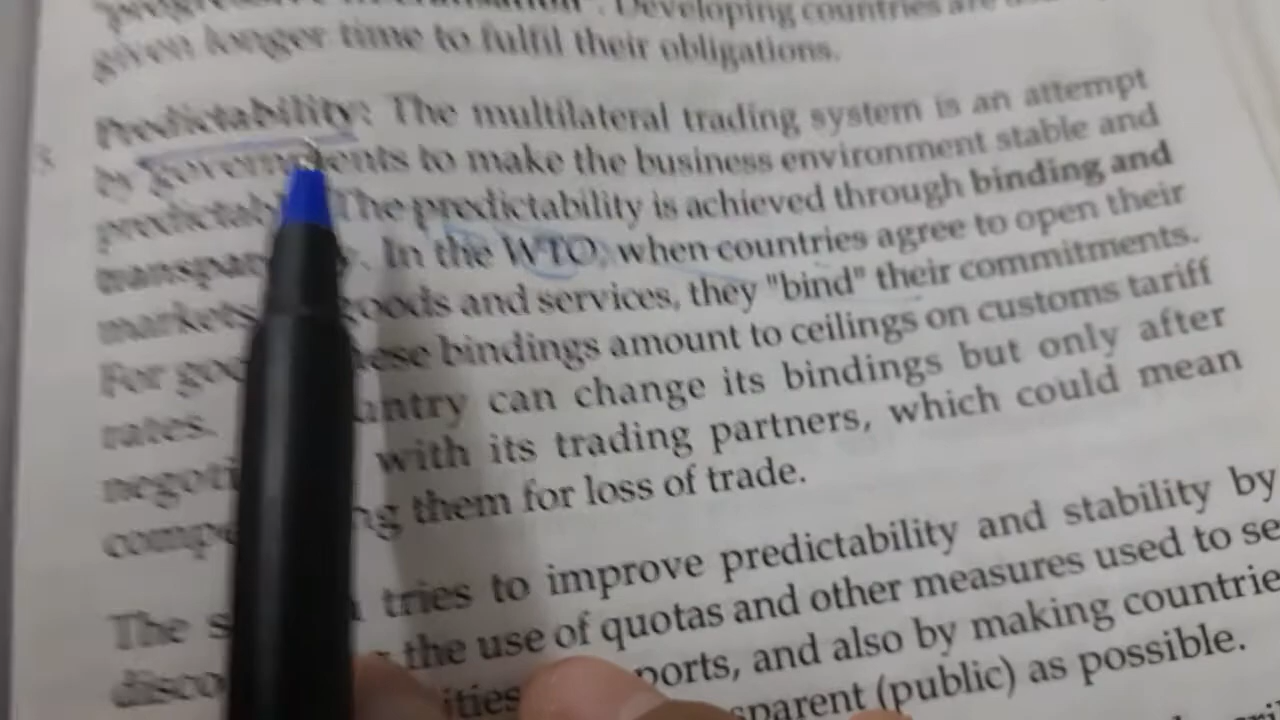 given longer time to fulfil their obligations.
Predictability: The multilateral trading system is an attempt
by governments to make the business environment stable and
The predictability is achieved through binding and
In the WTO, when countries agree to open their
markets goods and services, they "bind" their commitments.
For bindings amount to ceilings on customs tariff
rates. can change its bindings but only after
with its trading partners, which could mean
them for loss of trade.
The tries to improve predictability and stability by
the use of quotas and other measures used to se
and also by making countrie
(public) as possible.